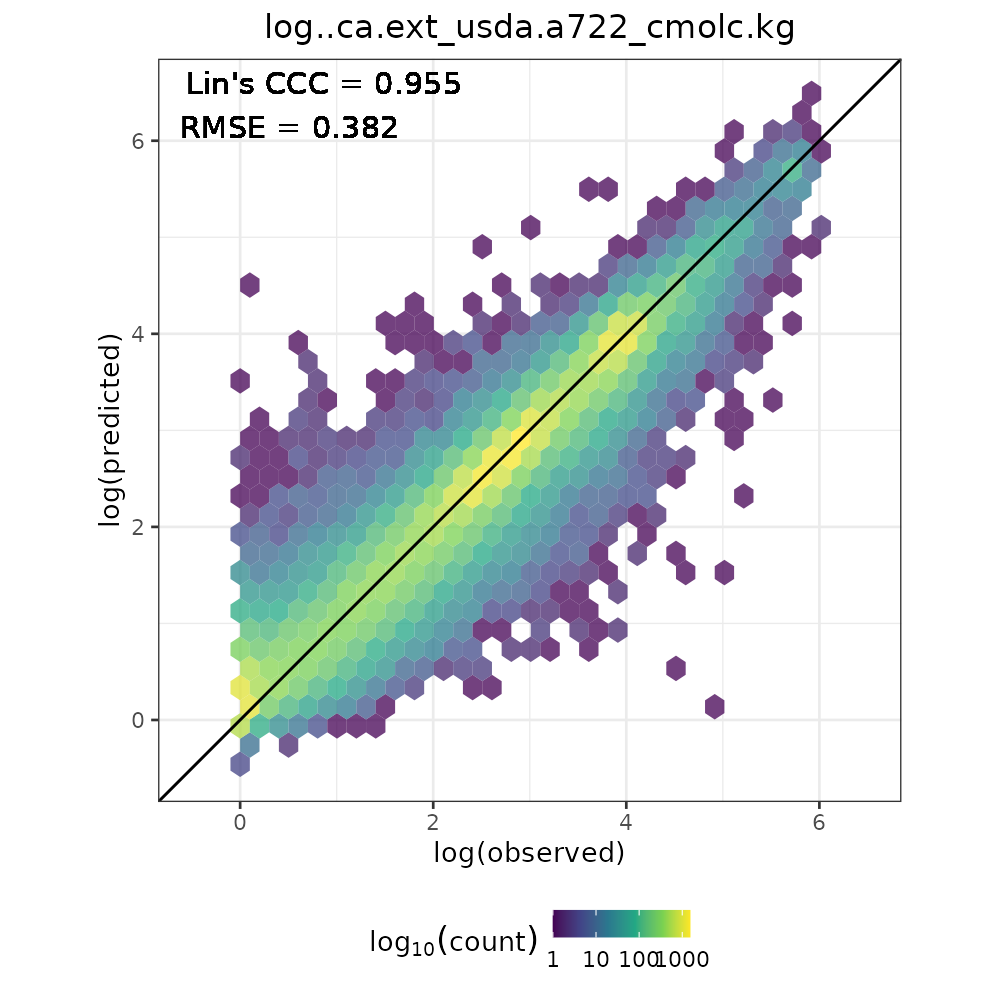 log..ca.ext_usda.a722_cmolc.kg
Lin's CCC = 0.955
RMSE = 0.382
6
4
2
0
log(predicted)
0 2 4 6
log(observed)
log10(count)
1 10 100 1000